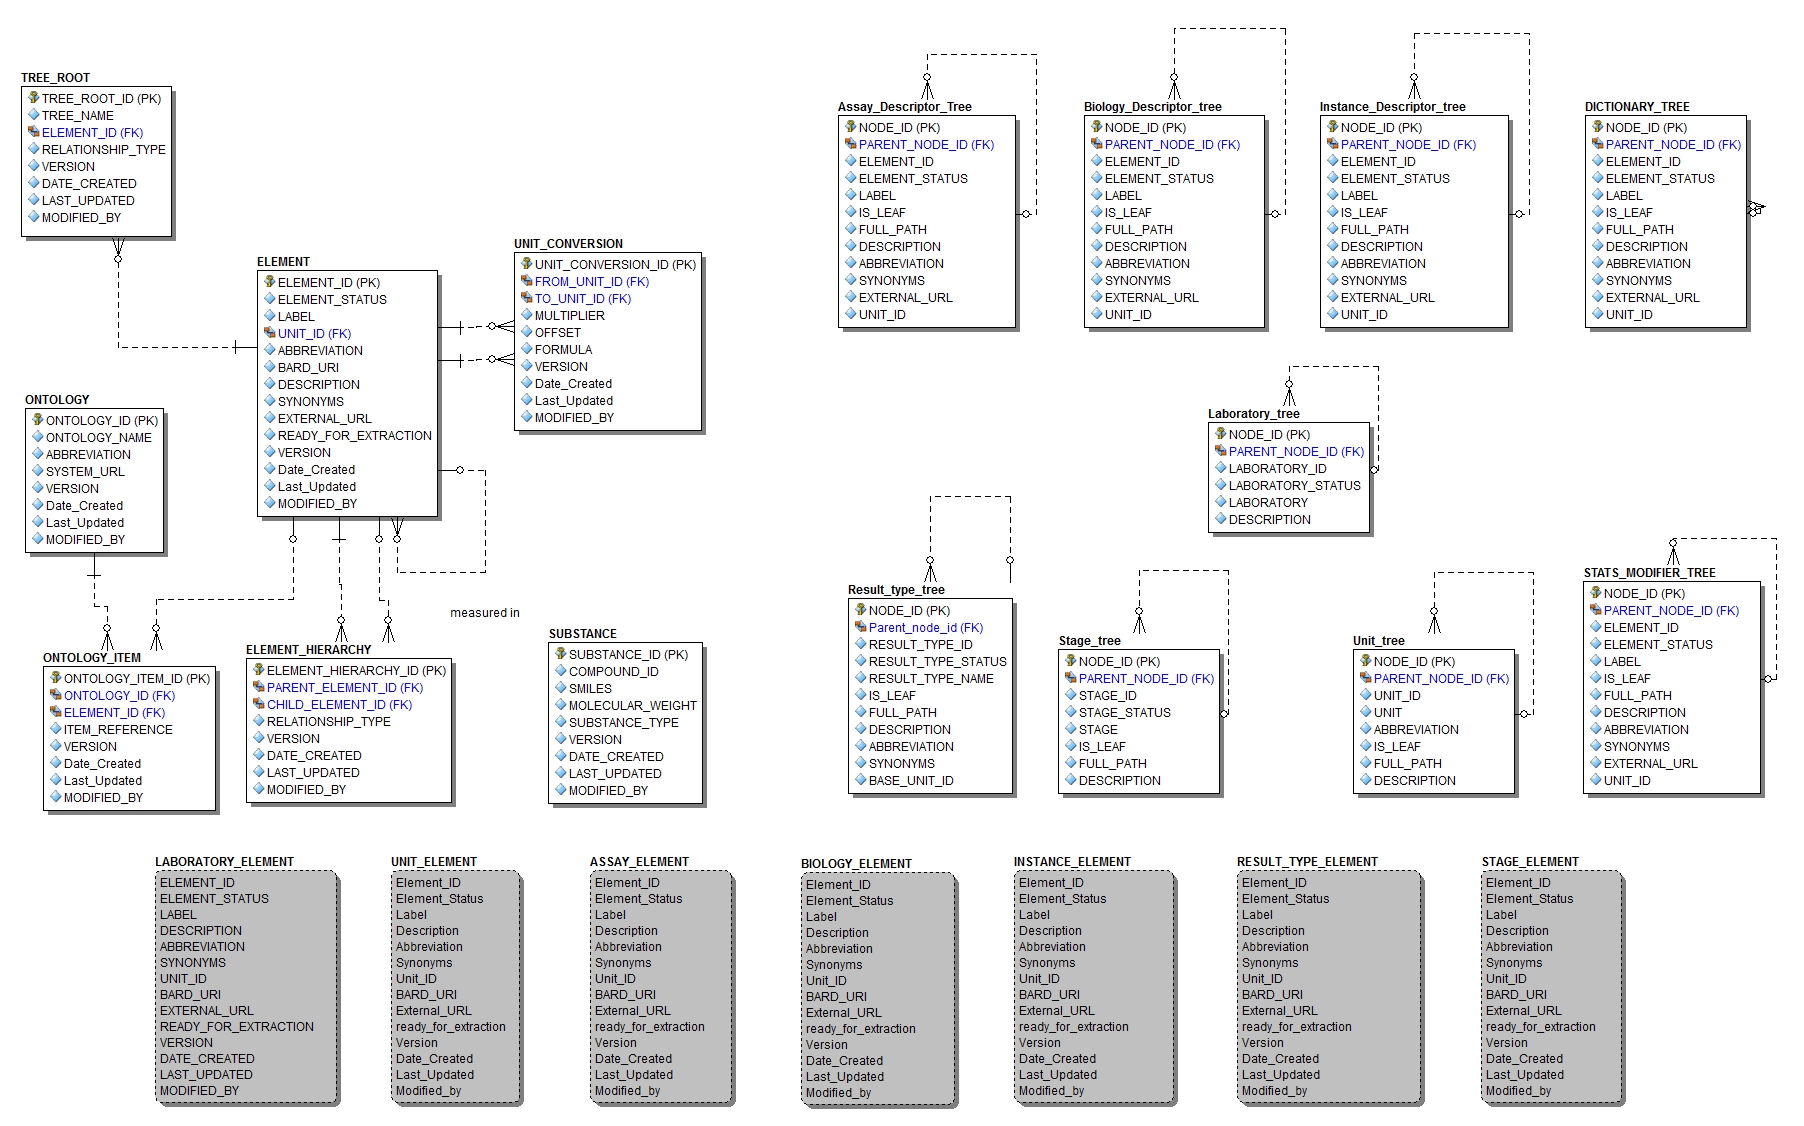 TREE_ROOT
TREE_ROOT_ID (PK)
TREE_NAME
ELEMENT_ID (FK)
RELATIONSHIP_TYPE
VERSION
DATE_CREATED
LAST_UPDATED
MODIFIED_BY
ELEMENT
ELEMENT_ID (PK)
ELEMENT_STATUS
LABEL
UNIT_ID (FK)
ABBREVIATION
BARD_URI
DESCRIPTION
SYNONYMS
EXTERNAL_URL
READY_FOR_EXTRACTION
VERSION
Date_Created
Last_Updated
MODIFIED_BY
UNIT_CONVERSION
UNIT_CONVERSION_ID (PK)
FROM_UNIT_ID (FK)
TO_UNIT_ID (FK)
MULTIPLIER
OFFSET
FORMULA
VERSION
Date_Created
Last_Updated
MODIFIED_BY
ONTOLOGY
ONTOLOGY_ID (PK)
ONTOLOGY_NAME
ABBREVIATION
SYSTEM_URL
VERSION
Date_Created
Last_Updated
MODIFIED_BY
measured in
ONTOLOGY_ITEM
ONTOLOGY_ITEM_ID (PK)
ONTOLOGY_ID (FK)
ELEMENT_ID (FK)
ITEM_REFERENCE
VERSION
Date_Created
Last_Updated
MODIFIED_BY
ELEMENT_HIERARCHY
ELEMENT_HIERARCHY_ID (PK)
PARENT_ELEMENT_ID (FK)
CHILD_ELEMENT_ID (FK)
RELATIONSHIP_TYPE
VERSION
DATE_CREATED
LAST_UPDATED
MODIFIED_BY
SUBSTANCE
SUBSTANCE_ID (PK)
COMPOUND_ID
SMILES
MOLECULAR_WEIGHT
SUBSTANCE_TYPE
VERSION
DATE_CREATED
LAST_UPDATED
MODIFIED_BY
Assay_Descriptor_Tree
NODE_ID (PK)
PARENT_NODE_ID (FK)
ELEMENT_ID
ELEMENT_STATUS
LABEL
IS_LEAF
FULL_PATH
DESCRIPTION
ABBREVIATION
SYNONYMS
EXTERNAL_URL
UNIT_ID
Biology_Descriptor_tree
NODE_ID (PK)
PARENT_NODE_ID (FK)
ELEMENT_ID
ELEMENT_STATUS
LABEL
IS_LEAF
FULL_PATH
DESCRIPTION
ABBREVIATION
SYNONYMS
EXTERNAL_URL
UNIT_ID
Instance_Descriptor_tree
NODE_ID (PK)
PARENT_NODE_ID (FK)
ELEMENT_ID
ELEMENT_STATUS
LABEL
IS_LEAF
FULL_PATH
DESCRIPTION
ABBREVIATION
SYNONYMS
EXTERNAL_URL
UNIT_ID
DICTIONARY_TREE
NODE_ID (PK)
PARENT_NODE_ID (FK)
ELEMENT_ID
ELEMENT_STATUS
LABEL
IS_LEAF
FULL_PATH
DESCRIPTION
ABBREVIATION
SYNONYMS
EXTERNAL_URL
UNIT_ID
Laboratory_tree
NODE_ID (PK)
PARENT_NODE_ID (FK)
LABORATORY_ID
LABORATORY_STATUS
LABORATORY
DESCRIPTION
Result_type_tree
NODE_ID (PK)
Parent_node_id (FK)
RESULT_TYPE_ID
RESULT_TYPE_STATUS
RESULT_TYPE_NAME
IS_LEAF
FULL_PATH
DESCRIPTION
ABBREVIATION
SYNONYMS
BASE_UNIT_ID
Stage_tree
NODE_ID (PK)
PARENT_NODE_ID (FK)
STAGE_ID
STAGE_STATUS
STAGE
IS_LEAF
FULL_PATH
DESCRIPTION
Unit_tree
NODE_ID (PK)
PARENT_NODE_ID (FK)
UNIT_ID
UNIT
ABBREVIATION
IS_LEAF
FULL_PATH
DESCRIPTION
STATS_MODIFIER_TREE
NODE_ID (PK)
PARENT_NODE_ID (FK)
ELEMENT_ID
ELEMENT_STATUS
LABEL
IS_LEAF
FULL_PATH
DESCRIPTION
ABBREVIATION
SYNONYMS
EXTERNAL_URL
UNIT_ID
LABORATORY_ELEMENT
ELEMENT_ID
ELEMENT_STATUS
LABEL
DESCRIPTION
ABBREVIATION
SYNONYMS
UNIT_ID
BARD_URI
EXTERNAL_URL
READY_FOR_EXTRACTION
VERSION
DATE_CREATED
LAST_UPDATED
MODIFIED_BY
UNIT_ELEMENT
Element_ID
Element_Status
Label
Description
Abbreviation
Synonyms
Unit_ID
BARD_URI
External_URL
ready_for_extraction
Version
Date_Created
Last_Updated
Modified_by
ASSAY_ELEMENT
Element_ID
Element_Status
Label
Description
Abbreviation
Synonyms
Unit_ID
BARD_URI
External_URL
ready_for_extraction
Version
Date_Created
Last_Updated
Modified_by
BIOLOGY_ELEMENT
Element_ID
Element_Status
Label
Description
Abbreviation
Synonyms
Unit_ID
BARD_URI
External_URL
ready_for_extraction
Version
Date_Created
Last_Updated
Modified_by
INSTANCE_ELEMENT
Element_ID
Element_Status
Label
Description
Abbreviation
Synonyms
Unit_ID
BARD_URI
External_URL
ready_for_extraction
Version
Date_Created
Last_Updated
Modified_by
RESULT_TYPE_ELEMENT
Element_ID
Element_Status
Label
Description
Abbreviation
Synonyms
Unit_ID
BARD_URI
External_URL
ready_for_extraction
Version
Date_Created
Last_Updated
Modified_by
STAGE_ELEMENT
Element_ID
Element_Status
Label
Description
Abbreviation
Synonyms
Unit_ID
BARD_URI
External_URL
ready_for_extraction
Version
Date_Created
Last_Updated
Modified_by